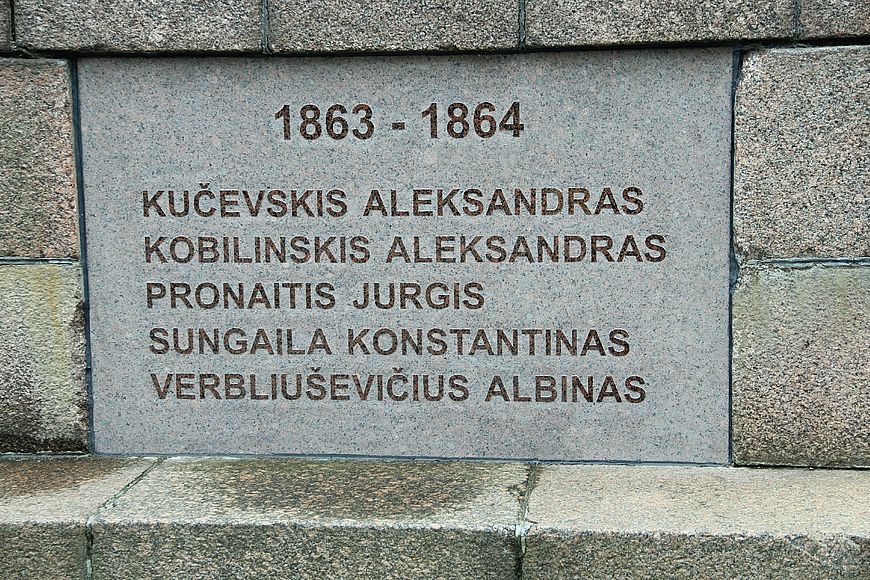 1863 - 1864
KUČEVSKIS ALEKSANDRAS
KOBILINSKIS ALEKSANDRAS
PRONAITIS JURGIS
SUNGAILA KONSTANTINAS
VERBLIUŠEVIČIUS ALBINAS